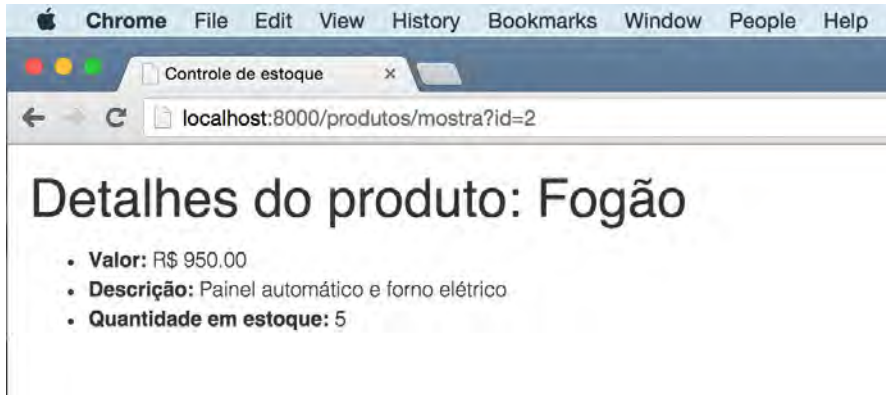 Chrome File Edit View History Bookmarks Window People Help
Controle de estoque
localhost:8000/produtos/mostra?id=2
Detalhes do produto: Fogão
• Valor: R$ 950.00
• Descrição: Painel automático e forno elétrico
• Quantidade em estoque: 5